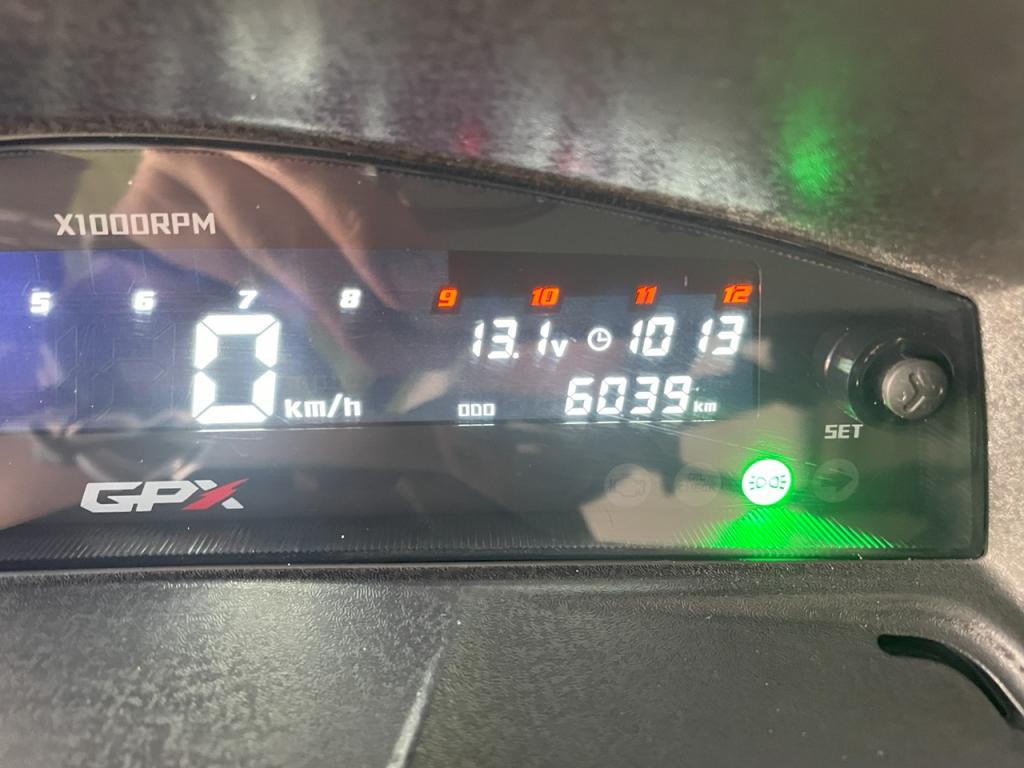 X1000RPM
5 6 7 8 9 10 11 12
0 km/h
13.1v 10 13
ODO 6039 km
SET
GPX